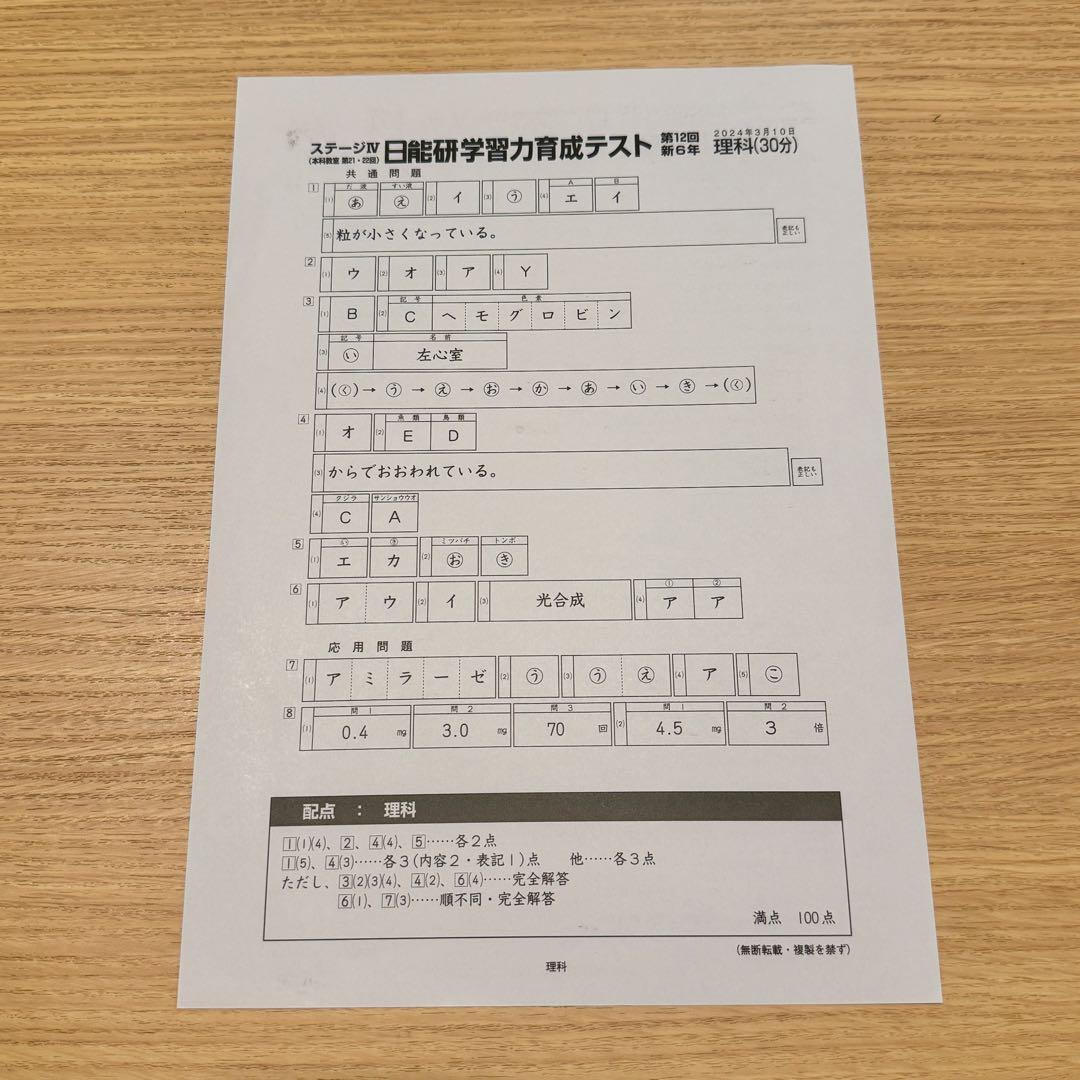 ステージⅣ 日能研学習力育成テスト 第12回 新6年 2024年3月10日 理科(30分)
(本科教室 第21・22回)
共通問題
1 だ液 すい液 A B
(1) あ え (2) イ (3) う (4) エ イ
(5) 粒が小さくなっている。 表記も正しい
2 (1) ウ (2) オ (3) ア (4) Y
3 記号 色素
(1) B (2) C ヘモグロビン
記号 名前
(3) い 左心室
(4) (く)→う→え→お→か→あ→い→き→(く)
4 魚類 鳥類
(1) オ (2) E D
(3) からでおおわれている。 表記も正しい
クジラ サンショウウオ
(4) C A
5 ミツバチ トンボ
(1) エ カ (2) お き
6 ① ②
(1) ア ウ (2) イ (3) 光合成 (4) ア ア
応用問題
7 (1) アミラーゼ (2) う (3) う え (4) ア (5) こ
8 問1 問2 問3 問1 問2
(1) 0.4 mg 3.0 mg 70 回 (2) 4.5 mg 3 倍
配点 : 理科
1(1)(4)、2、4(4)、5……各2点
1(5)、4(3)……各3(内容2・表記1)点 他……各3点
ただし、3(2)(3)(4)、4(2)、6(4)……完全解答
6(1)、7(3)……順不同・完全解答
満点 100点
(無断転載・複製を禁ず)
理科